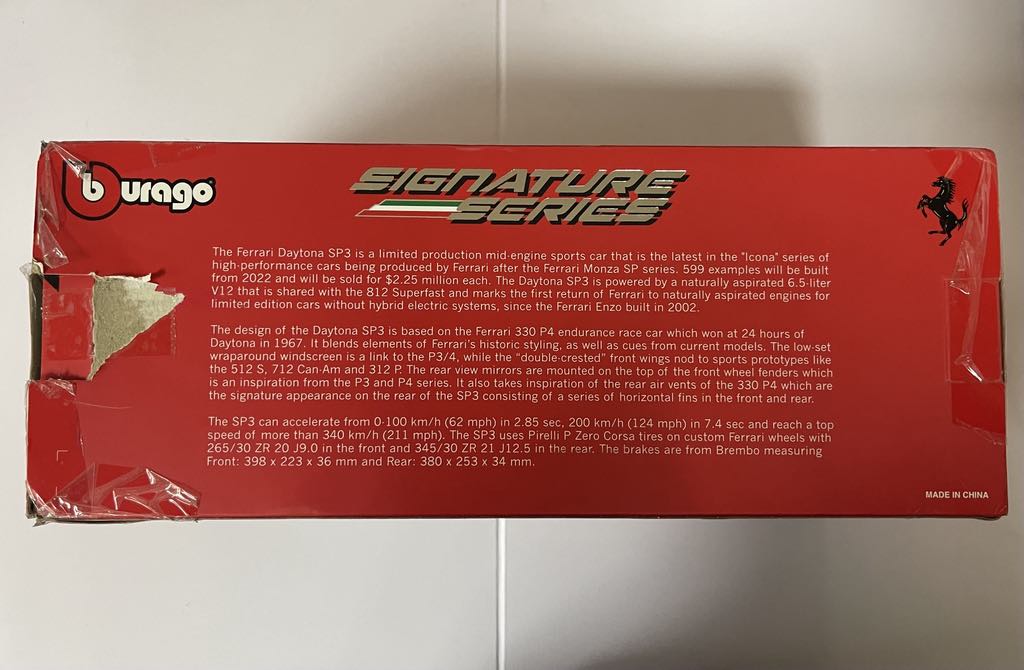 burago
SIGNATURE
SERIES
The Ferrari Daytona SP3 is a limited production mid-engine sports car that is the latest in the "Icona" series of
high-performance cars being produced by Ferrari after the Ferrari Monza SP series. 599 examples will be built
from 2022 and will be sold for $2.25 million each. The Daytona SP3 is powered by a naturally aspirated 6.5-liter
V12 that is shared with the 812 Superfast and marks the first return of Ferrari to naturally aspirated engines for
limited edition cars without hybrid electric systems, since the Ferrari Enzo built in 2002.
The design of the Daytona SP3 is based on the Ferrari 330 P4 endurance race car which won at 24 hours of
Daytona in 1967. It blends elements of Ferrari's historic styling, as well as cues from current models. The low-set
wraparound windscreen is a link to the P3/4, while the "double-crested" front wings nod to sports prototypes like
the 512 S, 712 Can-Am and 312 P. The rear view mirrors are mounted on the top of the front wheel fenders which
is an inspiration from the P3 and P4 series. It also takes inspiration of the rear air vents of the 330 P4 which are
the signature appearance on the rear of the SP3 consisting of a series of horizontal fins in the front and rear.
The SP3 can accelerate from 0-100 km/h (62 mph) in 2.85 sec, 200 km/h (124 mph) in 7.4 sec and reach a top
speed of more than 340 km/h (211 mph). The SP3 uses Pirelli P Zero Corsa tires on custom Ferrari wheels with
265/30 ZR 20 J9.0 in the front and 345/30 ZR 21 J12.5 in the rear. The brakes are from Brembo measuring
Front: 398 x 223 x 36 mm and Rear: 380 x 253 x 34 mm.
MADE IN CHINA